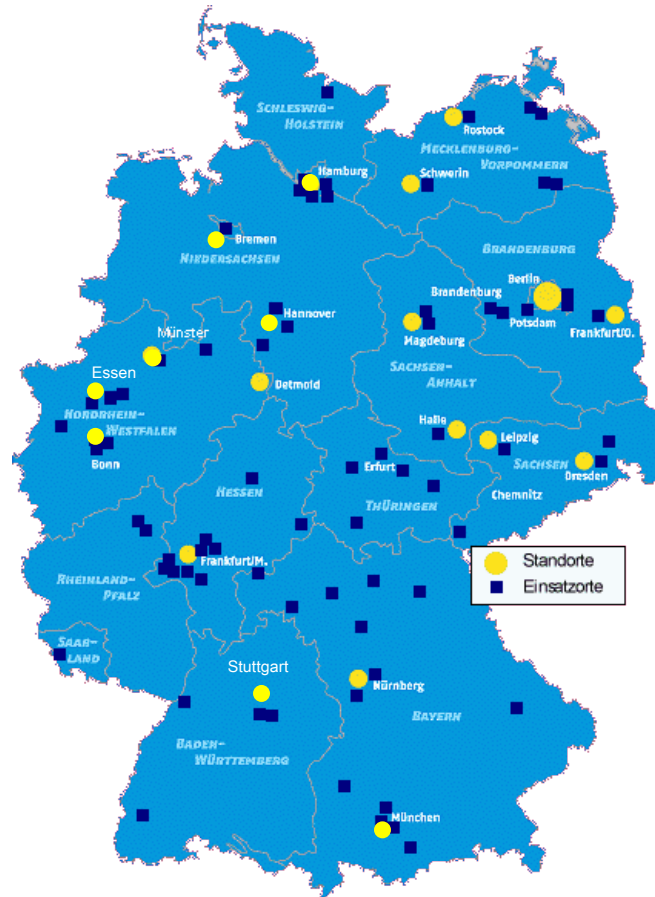 SCHLESWIG-
HOLSTEIN
Rostock
MECKLENBURG-
VORPOMMERN
Hamburg
Schwerin
Bremen
NIEDERSACHSEN
BRANDENBURG
Berlin
Brandenburg
Potsdam
Frankfurt/O.
Hannover
Magdeburg
Münster
SACHSEN-
ANHALT
Essen
Detmold
NORDRHEIN-
WESTFALEN
Bonn
Halle
Leipzig
SACHSEN
Dresden
Erfurt
HESSEN
THÜRINGEN
Chemnitz
Frankfurt/M.
RHEINLAND-
PFALZ
Standorte
Einsatzorte
SAAR-
LAND
Stuttgart
Nürnberg
BAYERN
BADEN-
WÜRTTEMBERG
München